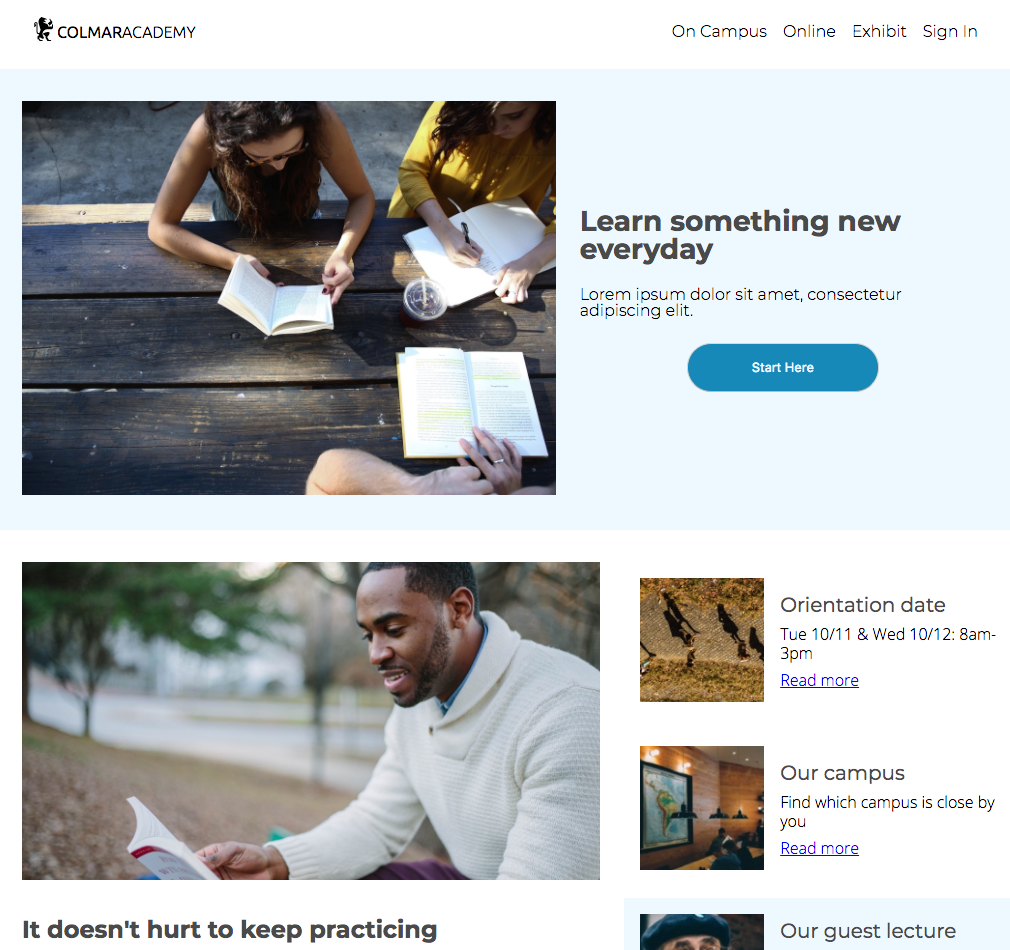 COLMARACADEMY
On Campus Online Exhibit Sign In
Learn something new
everyday
Lorem ipsum dolor sit amet, consectetur
adipiscing elit.
Start Here
Orientation date
Tue 10/11 & Wed 10/12: 8am-
3pm
Read more
Our campus
Find which campus is close by
you
Read more
It doesn't hurt to keep practicing
Our guest lecture